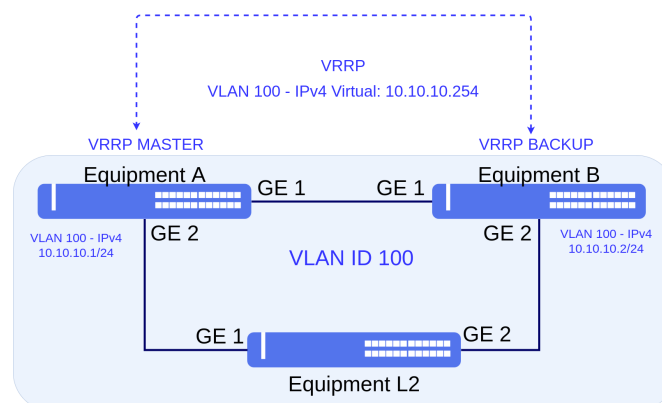 VRRP
VLAN 100 - IPv4 Virtual: 10.10.10.254
VRRP MASTER
VRRP BACKUP
Equipment A
Equipment B
GE 1
GE 1
GE 2
GE 2
VLAN 100 - IPv4
10.10.10.1/24
VLAN 100 - IPv4
10.10.10.2/24
VLAN ID 100
GE 1
GE 2
Equipment L2